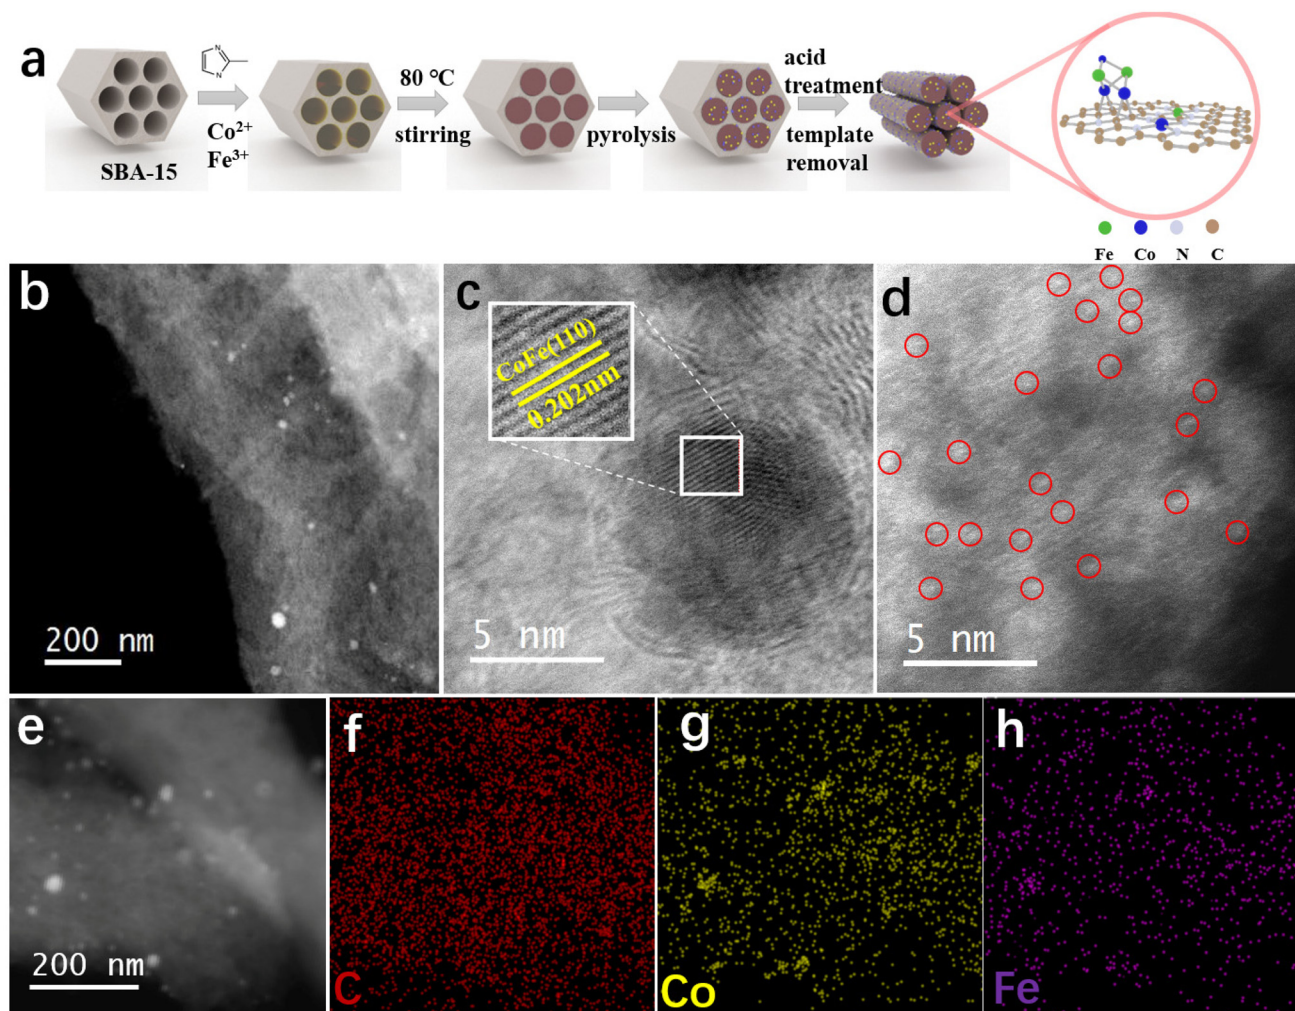 a
SBA-15
N
N
Co2+
Fe3+
80 ℃
stirring
pyrolysis
acid
treatment
template
removal
Fe Co N C
b
200 nm
c
CoFe(110)
0.202nm
5 nm
d
5 nm
e
200 nm
f
C
g
Co
h
Fe